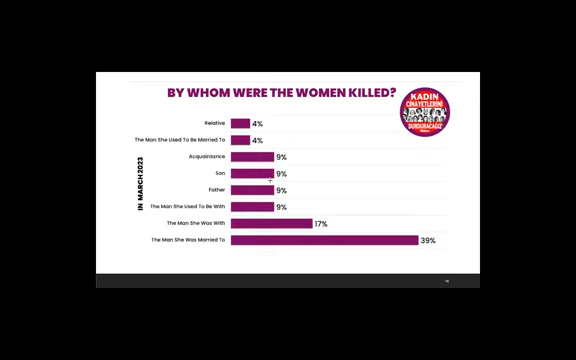 BY WHOM WERE THE WOMEN KILLED?
KADIN
CİNAYETLERİNİ
DURDURACAĞIZ
IN MARCH 2023
Relative 4%
The Man She Used To Be Married To 4%
Acquaintance 9%
Son 9%
Father 9%
The Man She Used To Be With 9%
The Man She Was With 17%
The Man She Was Married To 39%